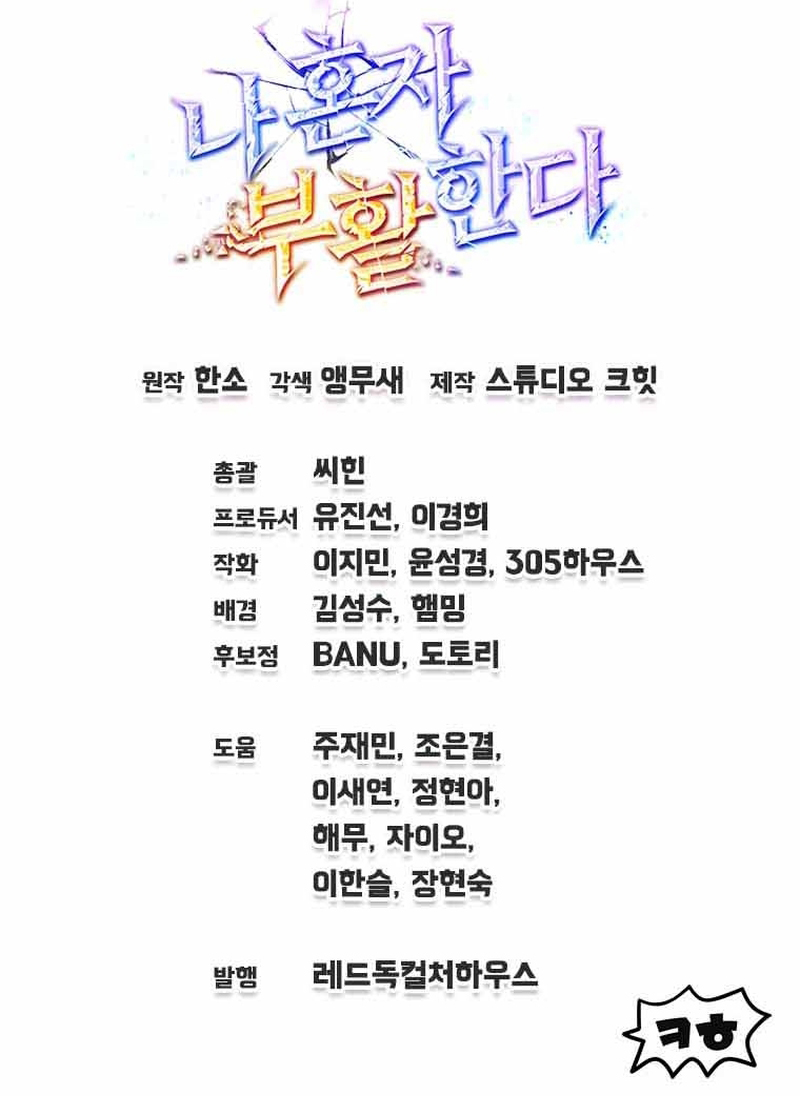 나 혼자
부활한다
원작 한소 각색 앵무새 제작 스튜디오 크힛
총괄 씨힌
프로듀서 유진선, 이경희
작화 이지민, 윤성경, 305하우스
배경 김성수, 햄밍
후보정 BANU, 도토리
도움 주재민, 조은결,
이새연, 정현아,
해무, 자이오,
이한슬, 장현숙
발행 레드독컬처하우스
ㅋㅎ